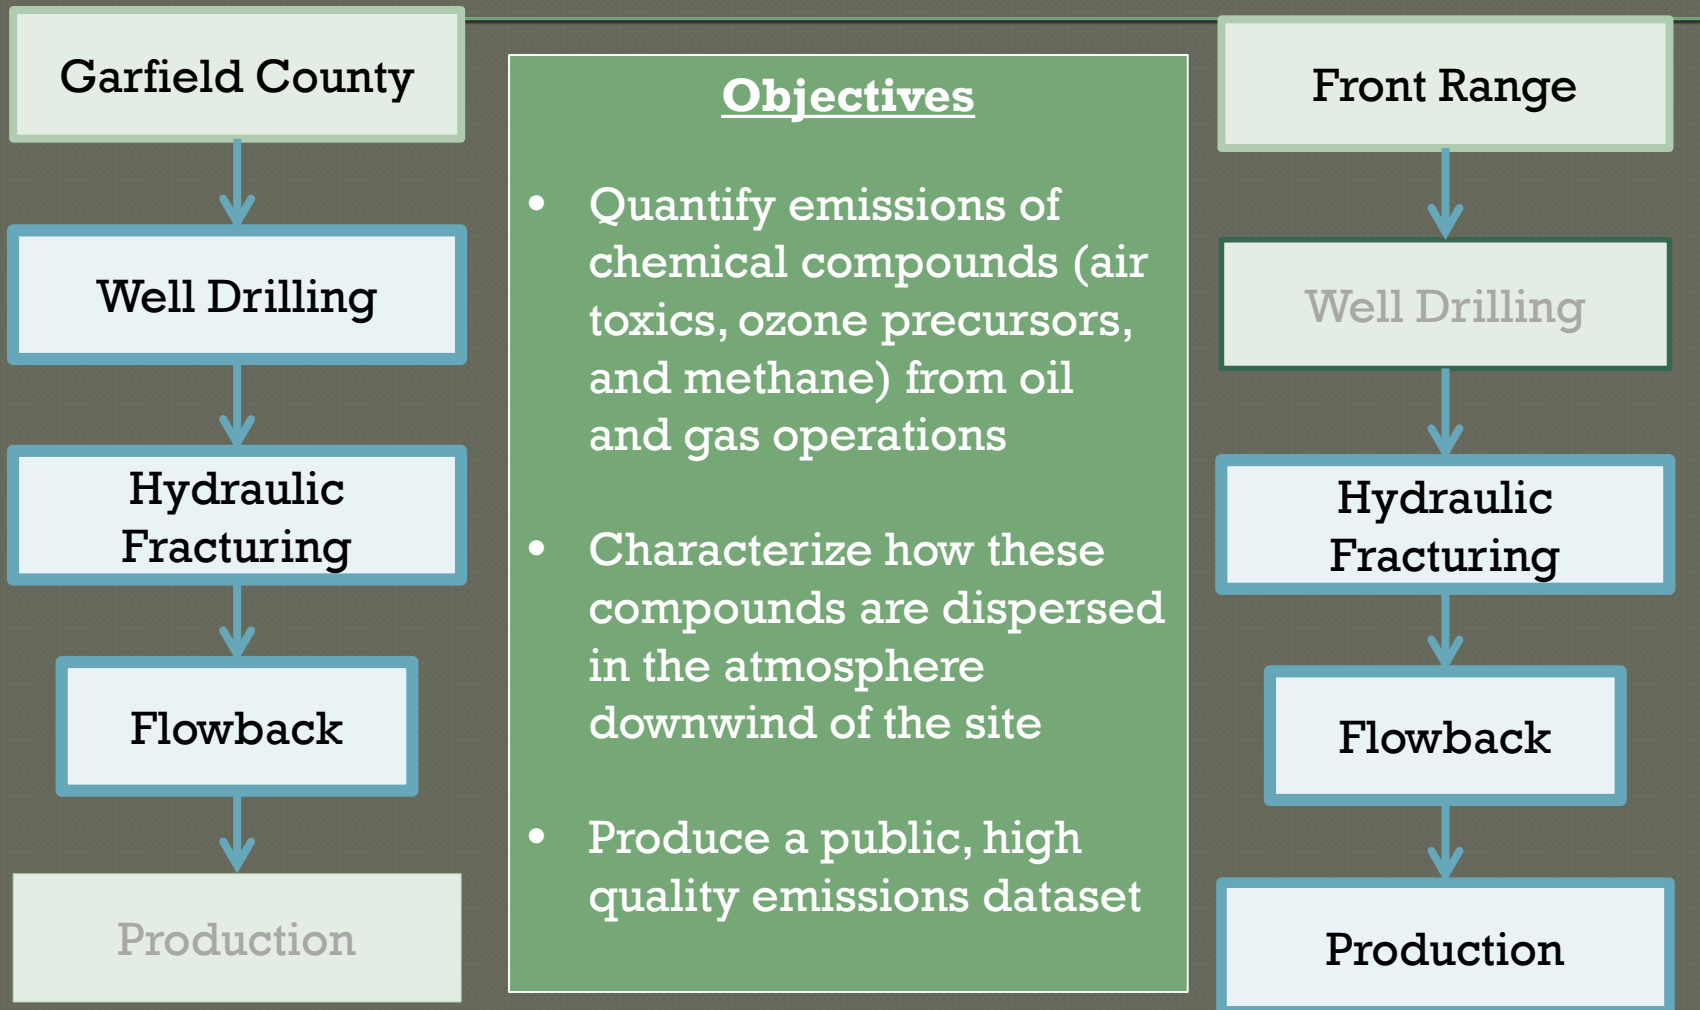 Garfield County
Well Drilling
Hydraulic
Fracturing
Flowback
Production
Objectives
• Quantify emissions of
chemical compounds (air
toxics, ozone precursors,
and methane) from oil
and gas operations
• Characterize how these
compounds are dispersed
in the atmosphere
downwind of the site
• Produce a public, high
quality emissions dataset
Front Range
Well Drilling
Hydraulic
Fracturing
Flowback
Production